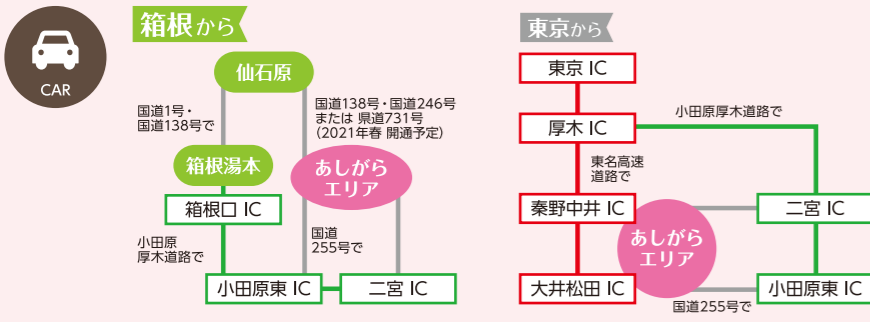 CAR
箱根から
仙石原
国道1号・
国道138号で
国道138号・国道246号
または 県道731号
（2021年春 開通予定）
箱根湯本
あしがら
エリア
箱根口 IC
小田原
厚木道路で
国道
255号で
小田原東 IC
二宮 IC
東京から
東京 IC
厚木 IC
小田原厚木道路で
東名高速
道路で
秦野中井 IC
二宮 IC
あしがら
エリア
大井松田 IC
小田原東 IC
国道255号で